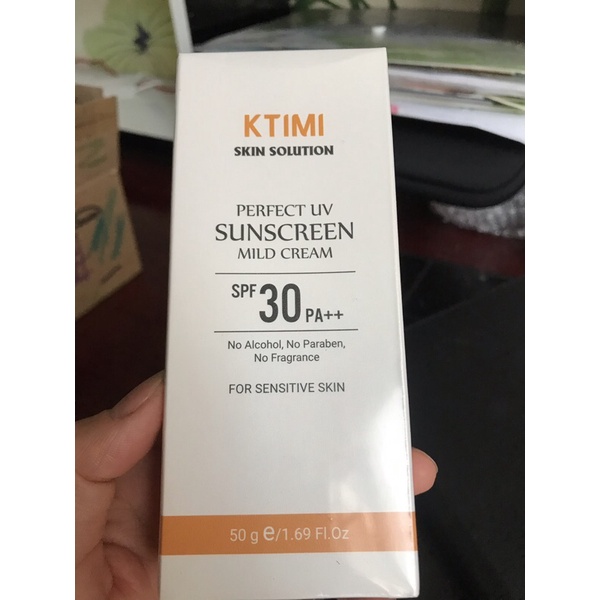 KTIMI
SKIN SOLUTION
PERFECT UV
SUNSCREEN
MILD CREAM
SPF 30 PA++
No Alcohol, No Paraben,
No Fragrance
FOR SENSITIVE SKIN
50 g e/1.69 Fl.Oz